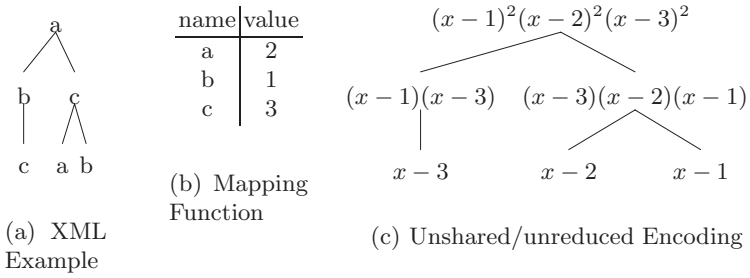 a
b c
c a b
(a) XML
Example
name value
a 2
b 1
c 3
(b) Mapping
Function
(x − 1)²(x − 2)²(x − 3)²
(x − 1)(x − 3) (x − 3)(x − 2)(x − 1)
x − 3 x − 2 x − 1
(c) Unshared/unreduced Encoding